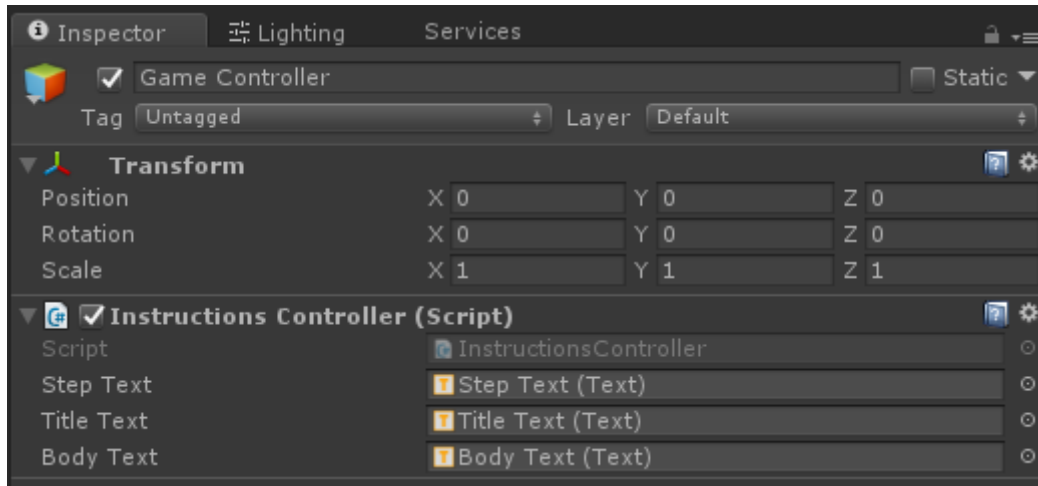 Inspector Lighting Services
Game Controller Static
Tag Untagged Layer Default
Transform
Position X 0 Y 0 Z 0
Rotation X 0 Y 0 Z 0
Scale X 1 Y 1 Z 1
Instructions Controller (Script)
Script InstructionsController
Step Text Step Text (Text)
Title Text Title Text (Text)
Body Text Body Text (Text)